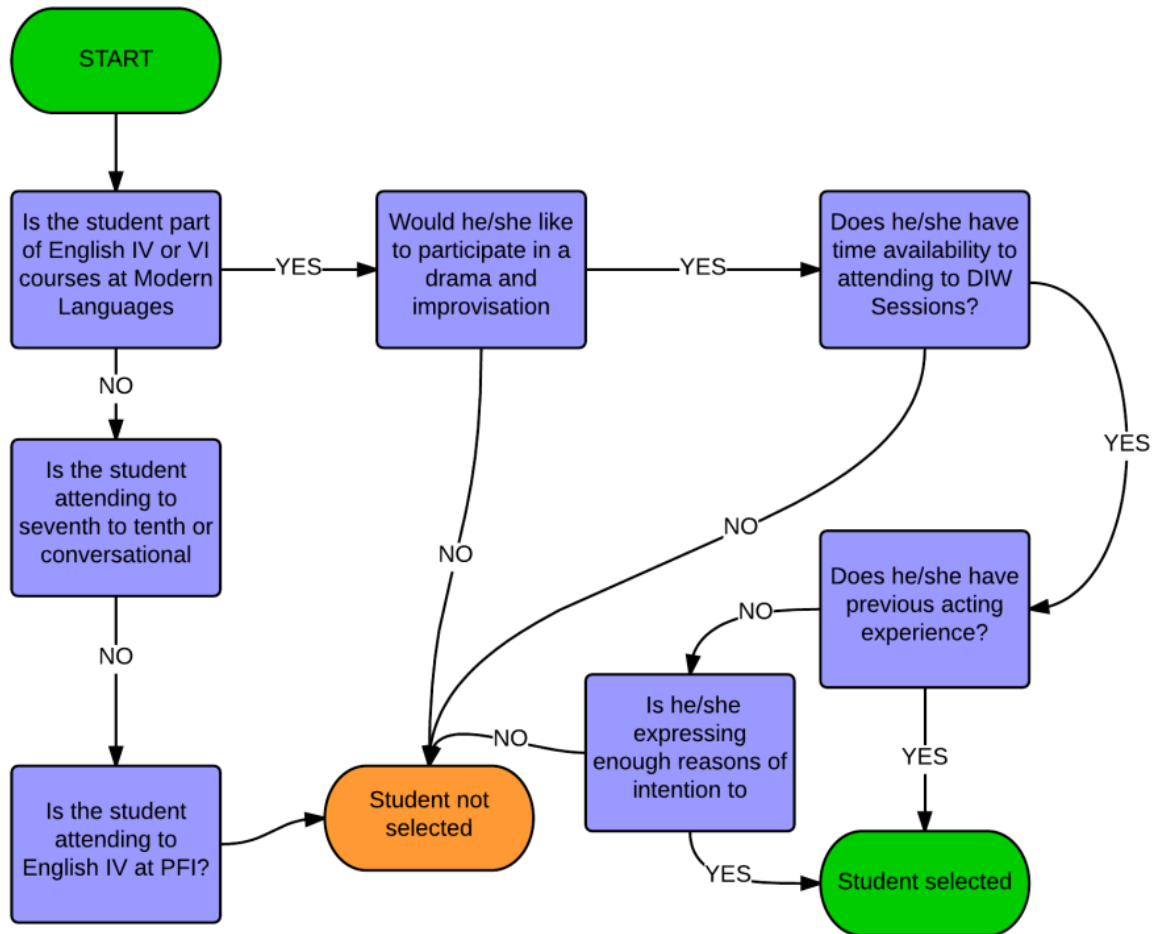 START
Is the student part
of English IV or VI
courses at Modern
Languages
YES
Would he/she like
to participate in a
drama and
improvisation
YES
Does he/she have
time availability to
attending to DIW
Sessions?
NO
YES
Is the student
attending to
seventh to tenth or
conversational
NO
NO
Does he/she have
previous acting
experience?
NO
NO
Is he/she
expressing
enough reasons of
intention to
NO
YES
Is the student
attending to
English IV at PFI?
Student not
selected
YES
Student selected